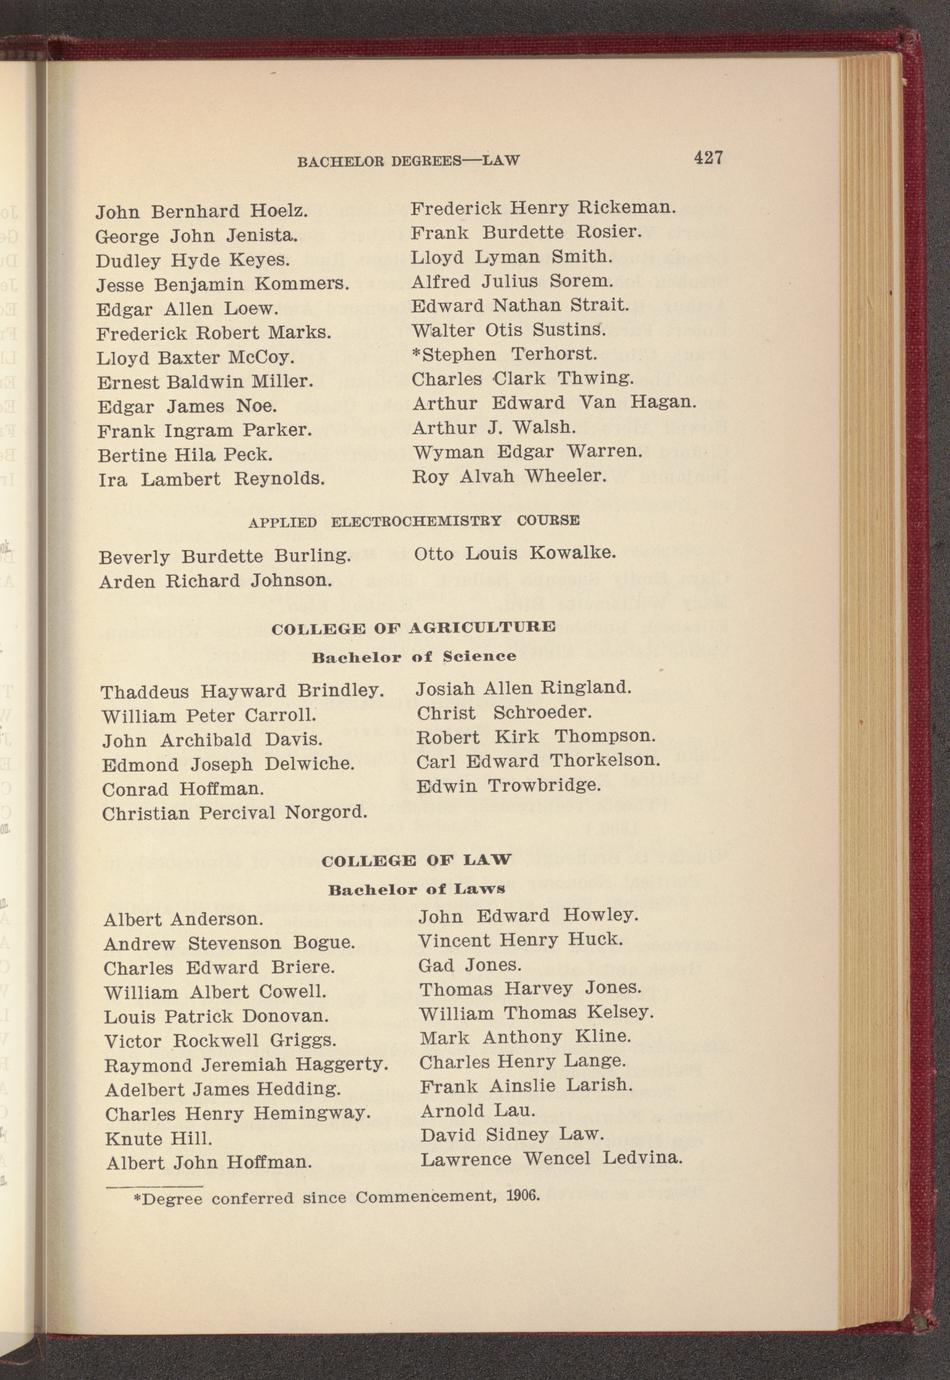 BACHELOR DEGREES—LAW 427
John Bernhard Hoelz.
George John Jenista.
Dudley Hyde Keyes.
Jesse Benjamin Kommers.
Edgar Allen Loew.
Frederick Robert Marks.
Lloyd Baxter McCoy.
Ernest Baldwin Miller.
Edgar James Noe.
Frank Ingram Parker.
Bertine Hila Peck.
Ira Lambert Reynolds.
Frederick Henry Rickeman.
Frank Burdette Rosier.
Lloyd Lyman Smith.
Alfred Julius Sorem.
Edward Nathan Strait.
Walter Otis Sustins.
*Stephen Terhorst.
Charles Clark Thwing.
Arthur Edward Van Hagan.
Arthur J. Walsh.
Wyman Edgar Warren.
Roy Alvah Wheeler.
APPLIED ELECTROCHEMISTRY COURSE
Beverly Burdette Burling.
Arden Richard Johnson.
Otto Louis Kowalke.
COLLEGE OF AGRICULTURE
Bachelor of Science
Thaddeus Hayward Brindley.
William Peter Carroll.
John Archibald Davis.
Edmond Joseph Delwiche.
Conrad Hoffman.
Christian Percival Norgord.
Josiah Allen Ringland.
Christ Schroeder.
Robert Kirk Thompson.
Carl Edward Thorkelson.
Edwin Trowbridge.
COLLEGE OF LAW
Bachelor of Laws
Albert Anderson.
Andrew Stevenson Bogue.
Charles Edward Briere.
William Albert Cowell.
Louis Patrick Donovan.
Victor Rockwell Griggs.
Raymond Jeremiah Haggerty.
Adelbert James Hedding.
Charles Henry Hemingway.
Knute Hill.
Albert John Hoffman.
John Edward Howley.
Vincent Henry Huck.
Gad Jones.
Thomas Harvey Jones.
William Thomas Kelsey.
Mark Anthony Kline.
Charles Henry Lange.
Frank Ainslie Larish.
Arnold Lau.
David Sidney Law.
Lawrence Wencel Ledvina.
*Degree conferred since Commencement, 1906.